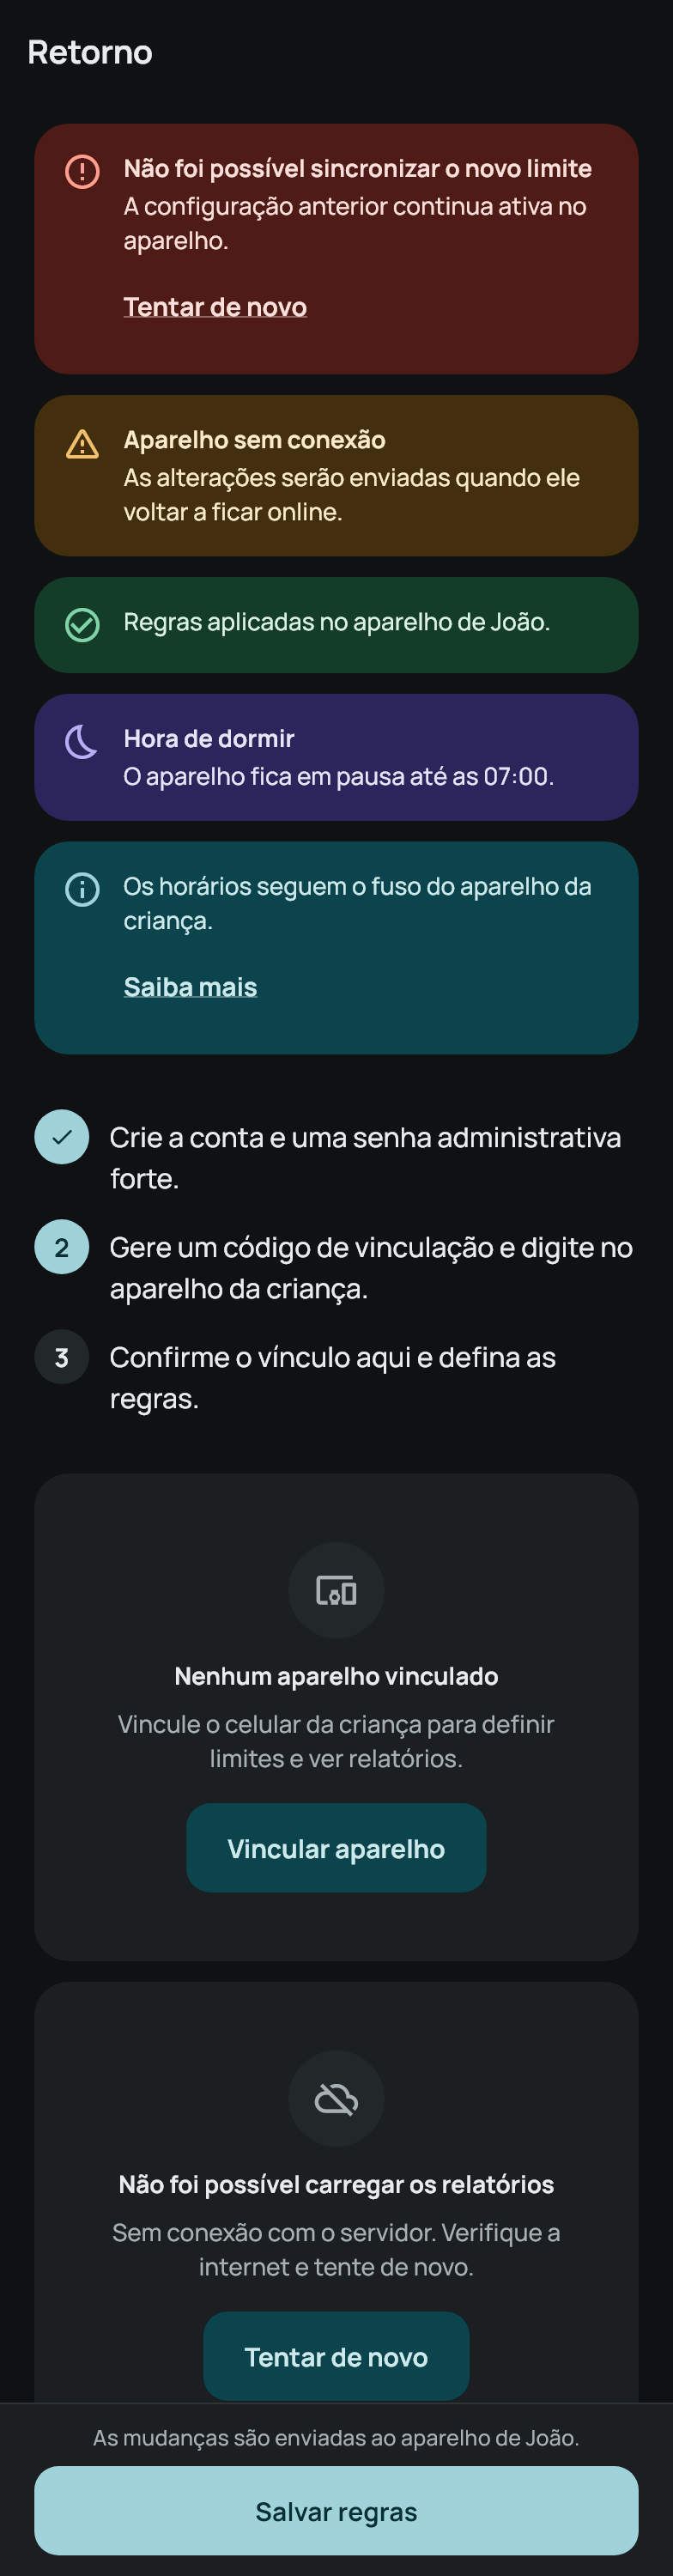 Retorno
Não foi possível sincronizar o novo limite
A configuração anterior continua ativa no
aparelho.
Tentar de novo
Aparelho sem conexão
As alterações serão enviadas quando ele
voltar a ficar online.
Regras aplicadas no aparelho de João.
Hora de dormir
O aparelho fica em pausa até as 07:00.
Os horários seguem o fuso do aparelho da
criança.
Saiba mais
Crie a conta e uma senha administrativa
forte.
2
Gere um código de vinculação e digite no
aparelho da criança.
3
Confirme o vínculo aqui e defina as
regras.
Nenhum aparelho vinculado
Vincule o celular da criança para definir
limites e ver relatórios.
Vincular aparelho
Não foi possível carregar os relatórios
Sem conexão com o servidor. Verifique a
internet e tente de novo.
Tentar de novo
As mudanças são enviadas ao aparelho de João.
Salvar regras